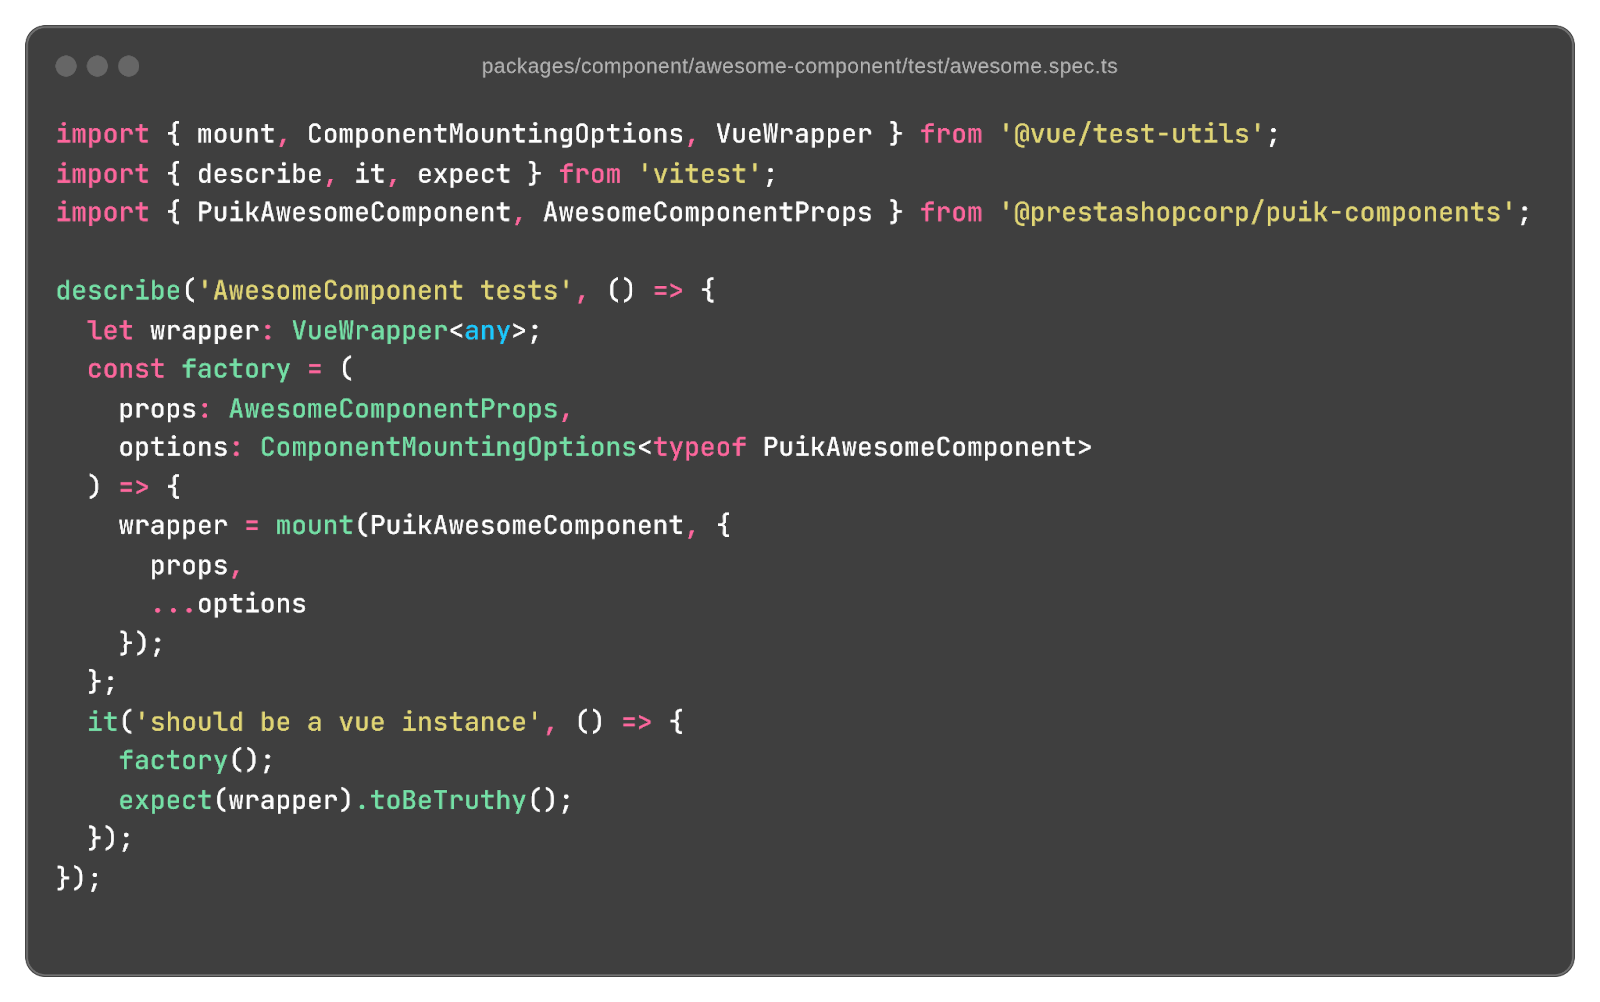 packages/component/awesome-component/test/awesome.spec.ts
import { mount, ComponentMountingOptions, VueWrapper } from '@vue/test-utils';
import { describe, it, expect } from 'vitest';
import { PuikAwesomeComponent, AwesomeComponentProps } from '@prestashopcorp/puik-components';

describe('AwesomeComponent tests', () => {
  let wrapper: VueWrapper<any>;
  const factory = (
    props: AwesomeComponentProps,
    options: ComponentMountingOptions<typeof PuikAwesomeComponent>
  ) => {
    wrapper = mount(PuikAwesomeComponent, {
      props,
      ...options
    });
  };
  it('should be a vue instance', () => {
    factory();
    expect(wrapper).toBeTruthy();
  });
});